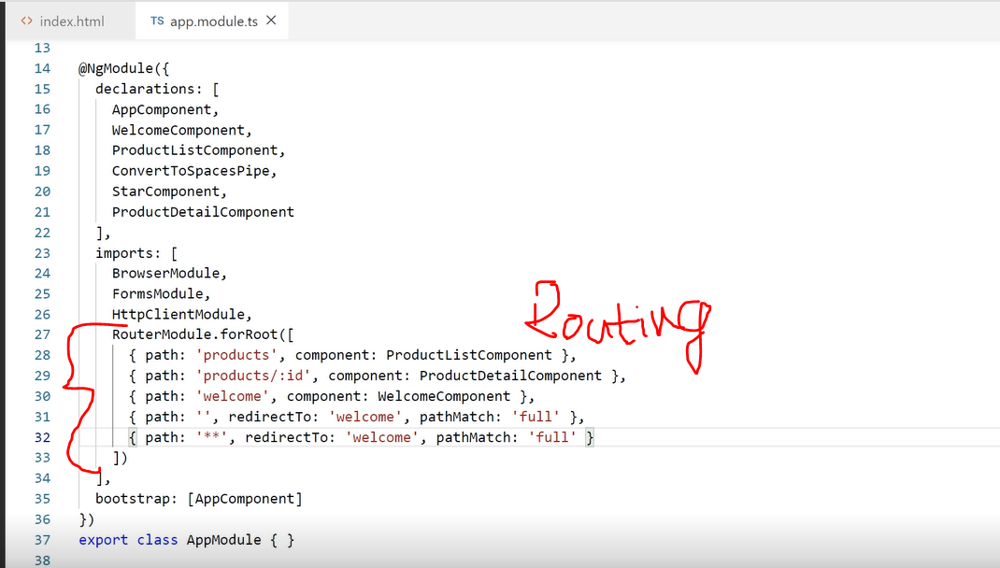 <> index.html TS app.module.ts ×
13
14 @NgModule({
15 declarations: [
16 AppComponent,
17 WelcomeComponent,
18 ProductListComponent,
19 ConvertToSpacesPipe,
20 StarComponent,
21 ProductDetailComponent
22 ],
23 imports: [
24 BrowserModule,
25 FormsModule,
26 HttpClientModule,
Routing
27 RouterModule.forRoot([
28 { path: 'products', component: ProductListComponent },
29 { path: 'products/:id', component: ProductDetailComponent },
30 { path: 'welcome', component: WelcomeComponent },
31 { path: '', redirectTo: 'welcome', pathMatch: 'full' },
32 { path: '**', redirectTo: 'welcome', pathMatch: 'full' }
33 ])
34 ],
35 bootstrap: [AppComponent]
36 })
37 export class AppModule { }
38